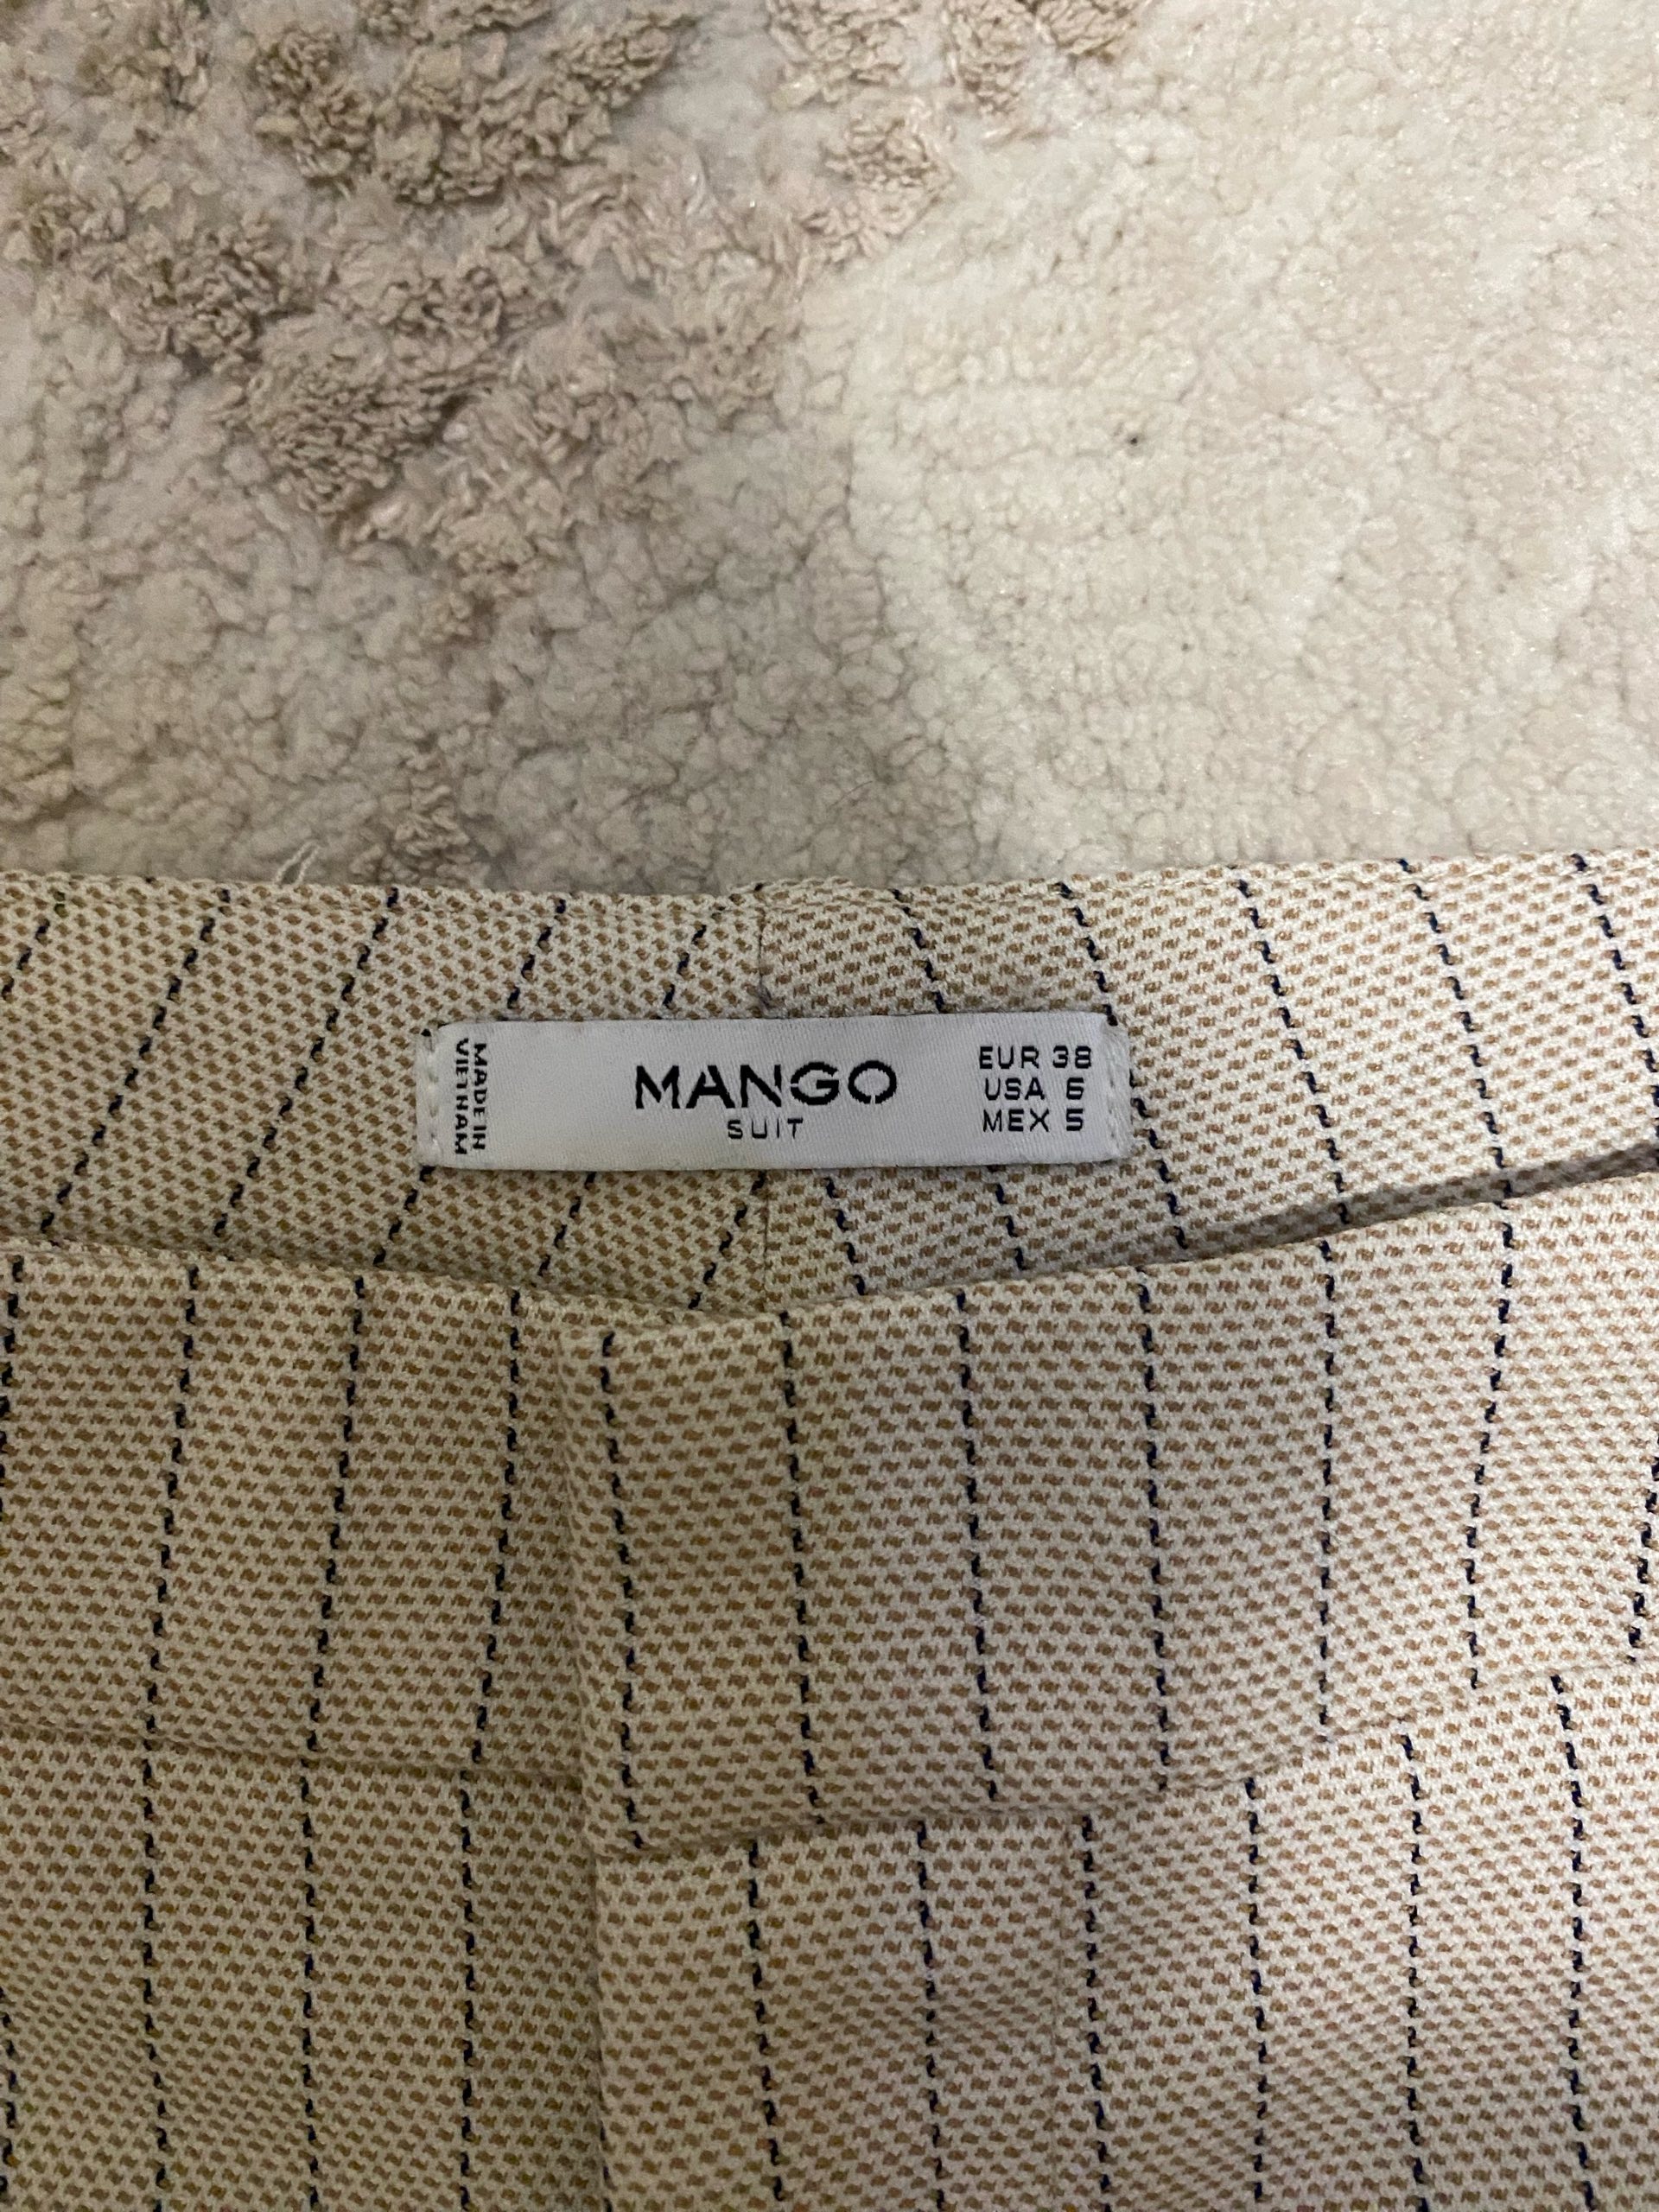 MADE IN
VIETNAM
MANGO
SUIT
EUR 38
USA 6
MEX 5